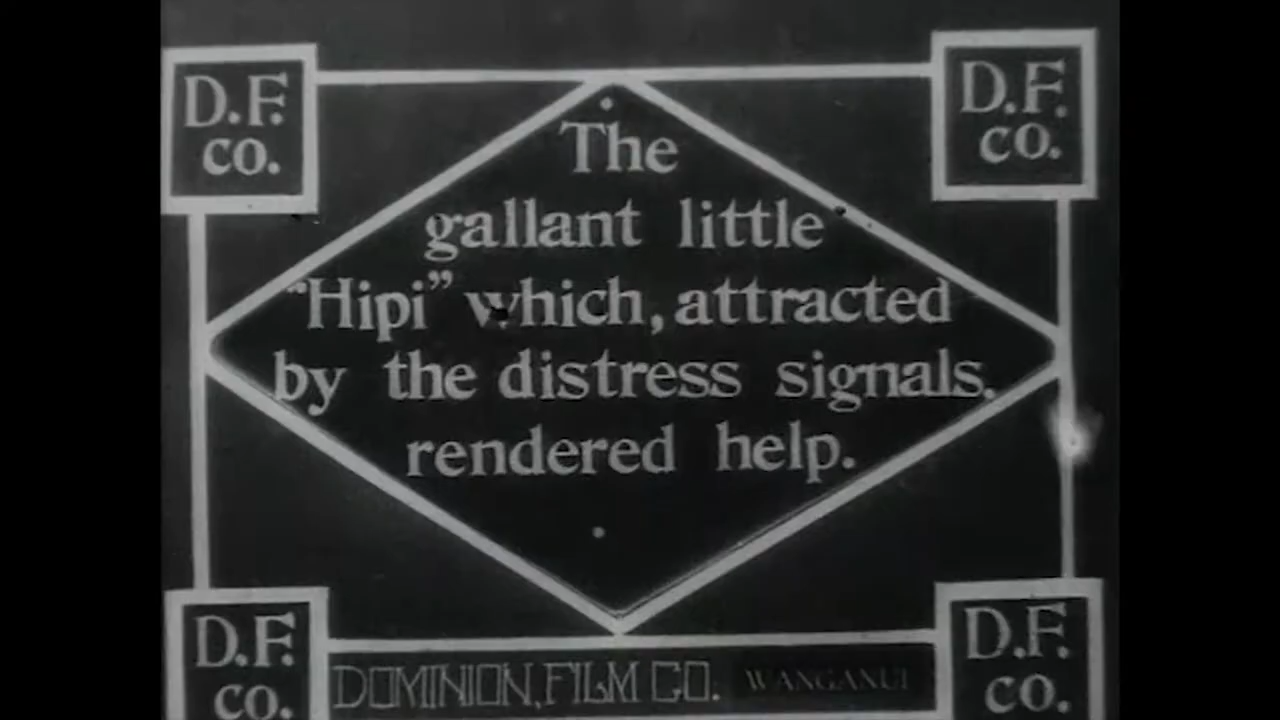 D.F. co.
D.F. co.
The
gallant little
"Hipi" which, attracted
by the distress signals.
rendered help.
D.F. co.
DOMINION, FILM CO. WANGANUI
D.F. co.